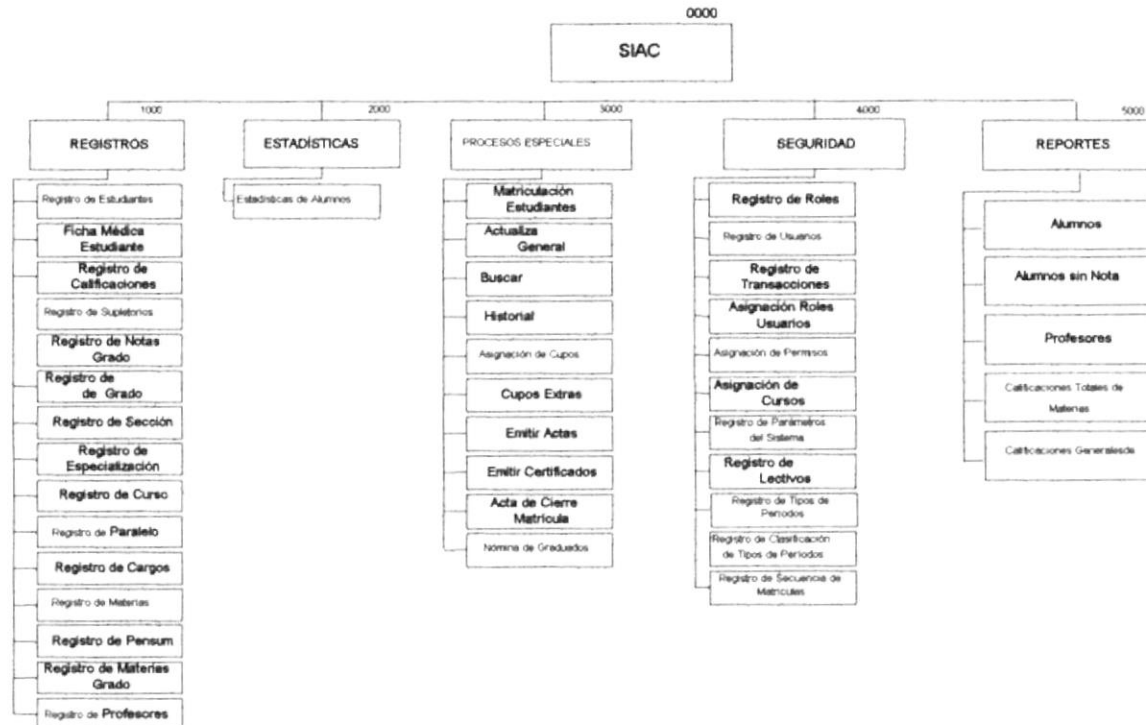 0000
SIAC
1000
2000
3000
4000
5000
REGISTROS
ESTADÍSTICAS
PROCESOS ESPECIALES
SEGURIDAD
REPORTES
Registro de Estudiantes
Ficha Médica
Estudiante
Registro de
Calificaciones
Registro de Supletorios
Registro de Notas
Grado
Registro de
de Grado
Registro de Sección
Registro de
Especialización
Registro de Curso
Registro de Paralelo
Registro de Cargos
Registro de Materias
Registro de Pensum
Registro de Materias
Grado
Registro de Profesores
Estadísticas de Alumnos
Matriculación
Estudiantes
Actualiza
General
Buscar
Historial
Asignación de Cupos
Cupos Extras
Emitir Actas
Emitir Certificados
Acta de Cierre
Matrícula
Nómina de Graduados
Registro de Roles
Registro de Usuarios
Registro de
Transacciones
Asignación Roles
Usuarios
Asignación de Permisos
Asignación de
Cursos
Registro de Parámetros
del Sistema
Registro de
Lectivos
Registro de Tipos de
Períodos
Registro de Clasificación
de Tipos de Períodos
Registro de Secuencia de
Matrículas
Alumnos
Alumnos sin Nota
Profesores
Calificaciones Totales de
Materias
Calificaciones Generalesde